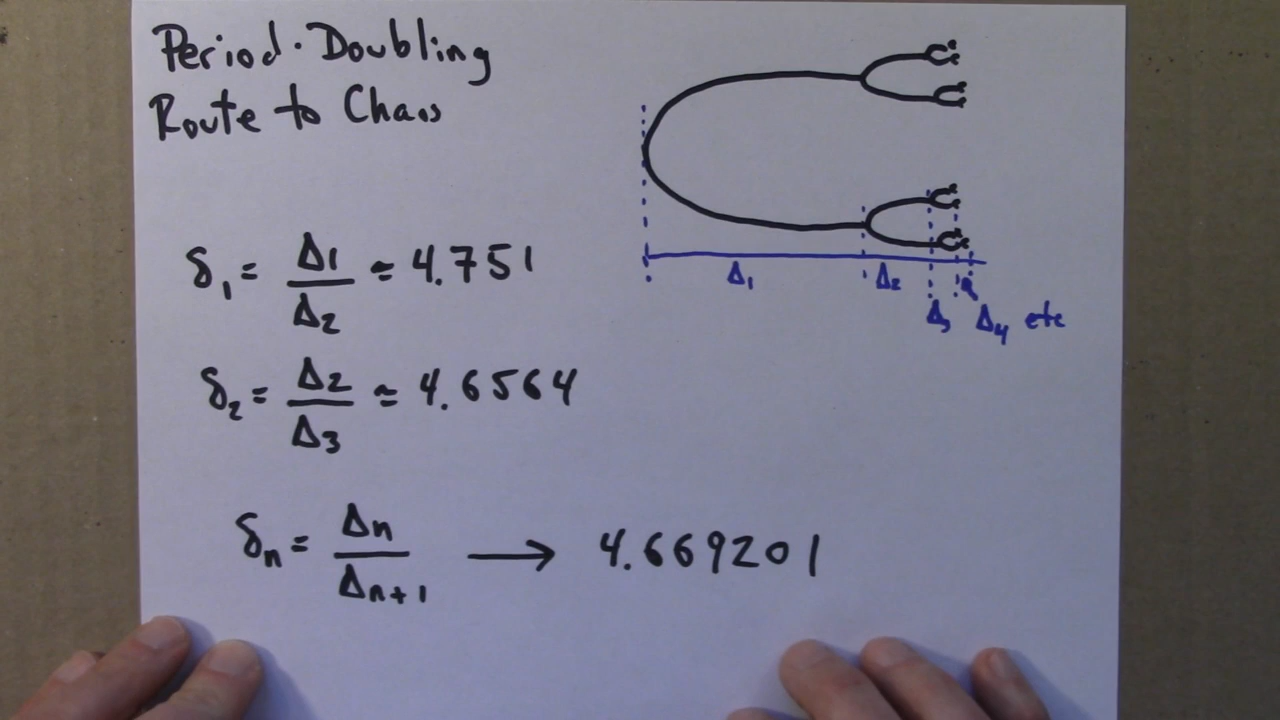 Period-Doubling
Route to Chaos
δ₁ = Δ1/Δ2 ≈ 4.751
δ₂ = Δ2/Δ3 ≈ 4.6564
δn = Δn/Δn+1 → 4.669201
Δ₁ Δ₂
Δ₃ Δ₄ etc